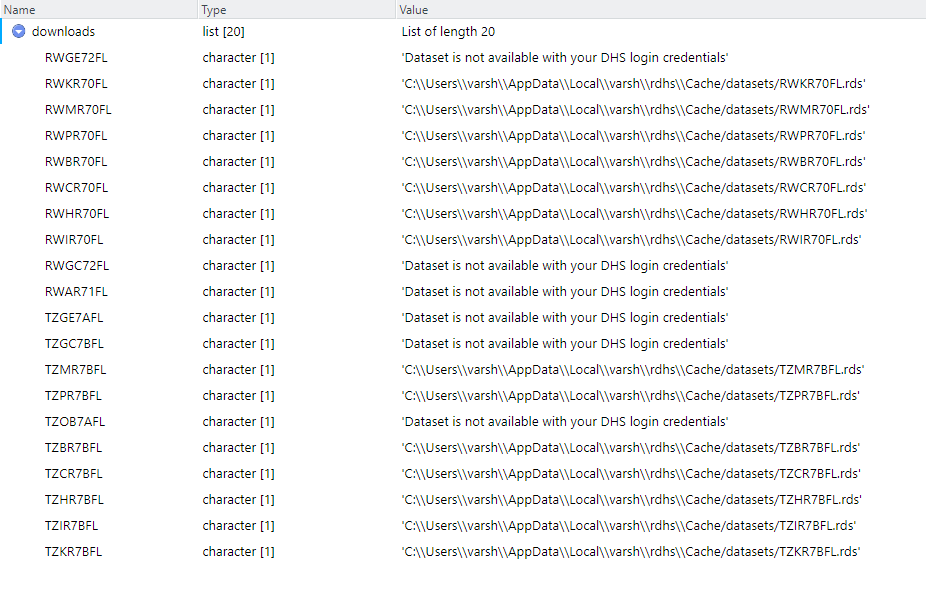 Name Type Value
downloads list [20] List of length 20
RWGE72FL character [1] 'Dataset is not available with your DHS login credentials'
RWKR70FL character [1] 'C:\\Users\\varsh\\AppData\\Local\\varsh\\rdhs\\Cache/datasets/RWKR70FL.rds'
RWMR70FL character [1] 'C:\\Users\\varsh\\AppData\\Local\\varsh\\rdhs\\Cache/datasets/RWMR70FL.rds'
RWPR70FL character [1] 'C:\\Users\\varsh\\AppData\\Local\\varsh\\rdhs\\Cache/datasets/RWPR70FL.rds'
RWBR70FL character [1] 'C:\\Users\\varsh\\AppData\\Local\\varsh\\rdhs\\Cache/datasets/RWBR70FL.rds'
RWCR70FL character [1] 'C:\\Users\\varsh\\AppData\\Local\\varsh\\rdhs\\Cache/datasets/RWCR70FL.rds'
RWHR70FL character [1] 'C:\\Users\\varsh\\AppData\\Local\\varsh\\rdhs\\Cache/datasets/RWHR70FL.rds'
RWIR70FL character [1] 'C:\\Users\\varsh\\AppData\\Local\\varsh\\rdhs\\Cache/datasets/RWIR70FL.rds'
RWGC72FL character [1] 'Dataset is not available with your DHS login credentials'
RWAR71FL character [1] 'Dataset is not available with your DHS login credentials'
TZGE7AFL character [1] 'Dataset is not available with your DHS login credentials'
TZGC7BFL character [1] 'Dataset is not available with your DHS login credentials'
TZMR7BFL character [1] 'C:\\Users\\varsh\\AppData\\Local\\varsh\\rdhs\\Cache/datasets/TZMR7BFL.rds'
TZPR7BFL character [1] 'C:\\Users\\varsh\\AppData\\Local\\varsh\\rdhs\\Cache/datasets/TZPR7BFL.rds'
TZOB7AFL character [1] 'Dataset is not available with your DHS login credentials'
TZBR7BFL character [1] 'C:\\Users\\varsh\\AppData\\Local\\varsh\\rdhs\\Cache/datasets/TZBR7BFL.rds'
TZCR7BFL character [1] 'C:\\Users\\varsh\\AppData\\Local\\varsh\\rdhs\\Cache/datasets/TZCR7BFL.rds'
TZHR7BFL character [1] 'C:\\Users\\varsh\\AppData\\Local\\varsh\\rdhs\\Cache/datasets/TZHR7BFL.rds'
TZIR7BFL character [1] 'C:\\Users\\varsh\\AppData\\Local\\varsh\\rdhs\\Cache/datasets/TZIR7BFL.rds'
TZKR7BFL character [1] 'C:\\Users\\varsh\\AppData\\Local\\varsh\\rdhs\\Cache/datasets/TZKR7BFL.rds'